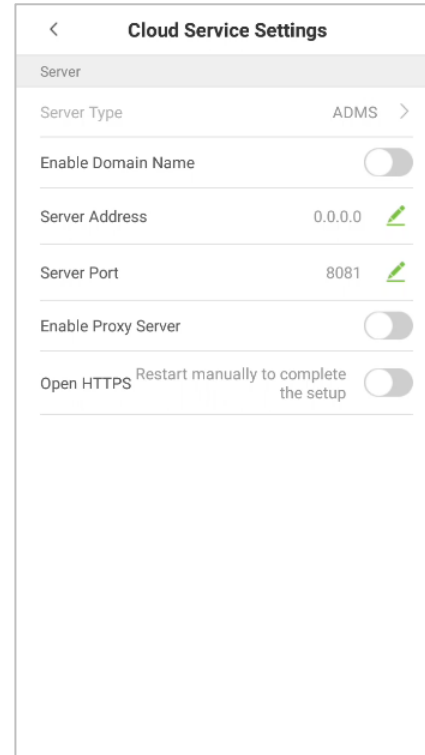 Cloud Service Settings
Server
Server Type ADMS
Enable Domain Name
Server Address 0.0.0.0
Server Port 8081
Enable Proxy Server
Open HTTPS Restart manually to complete
the setup